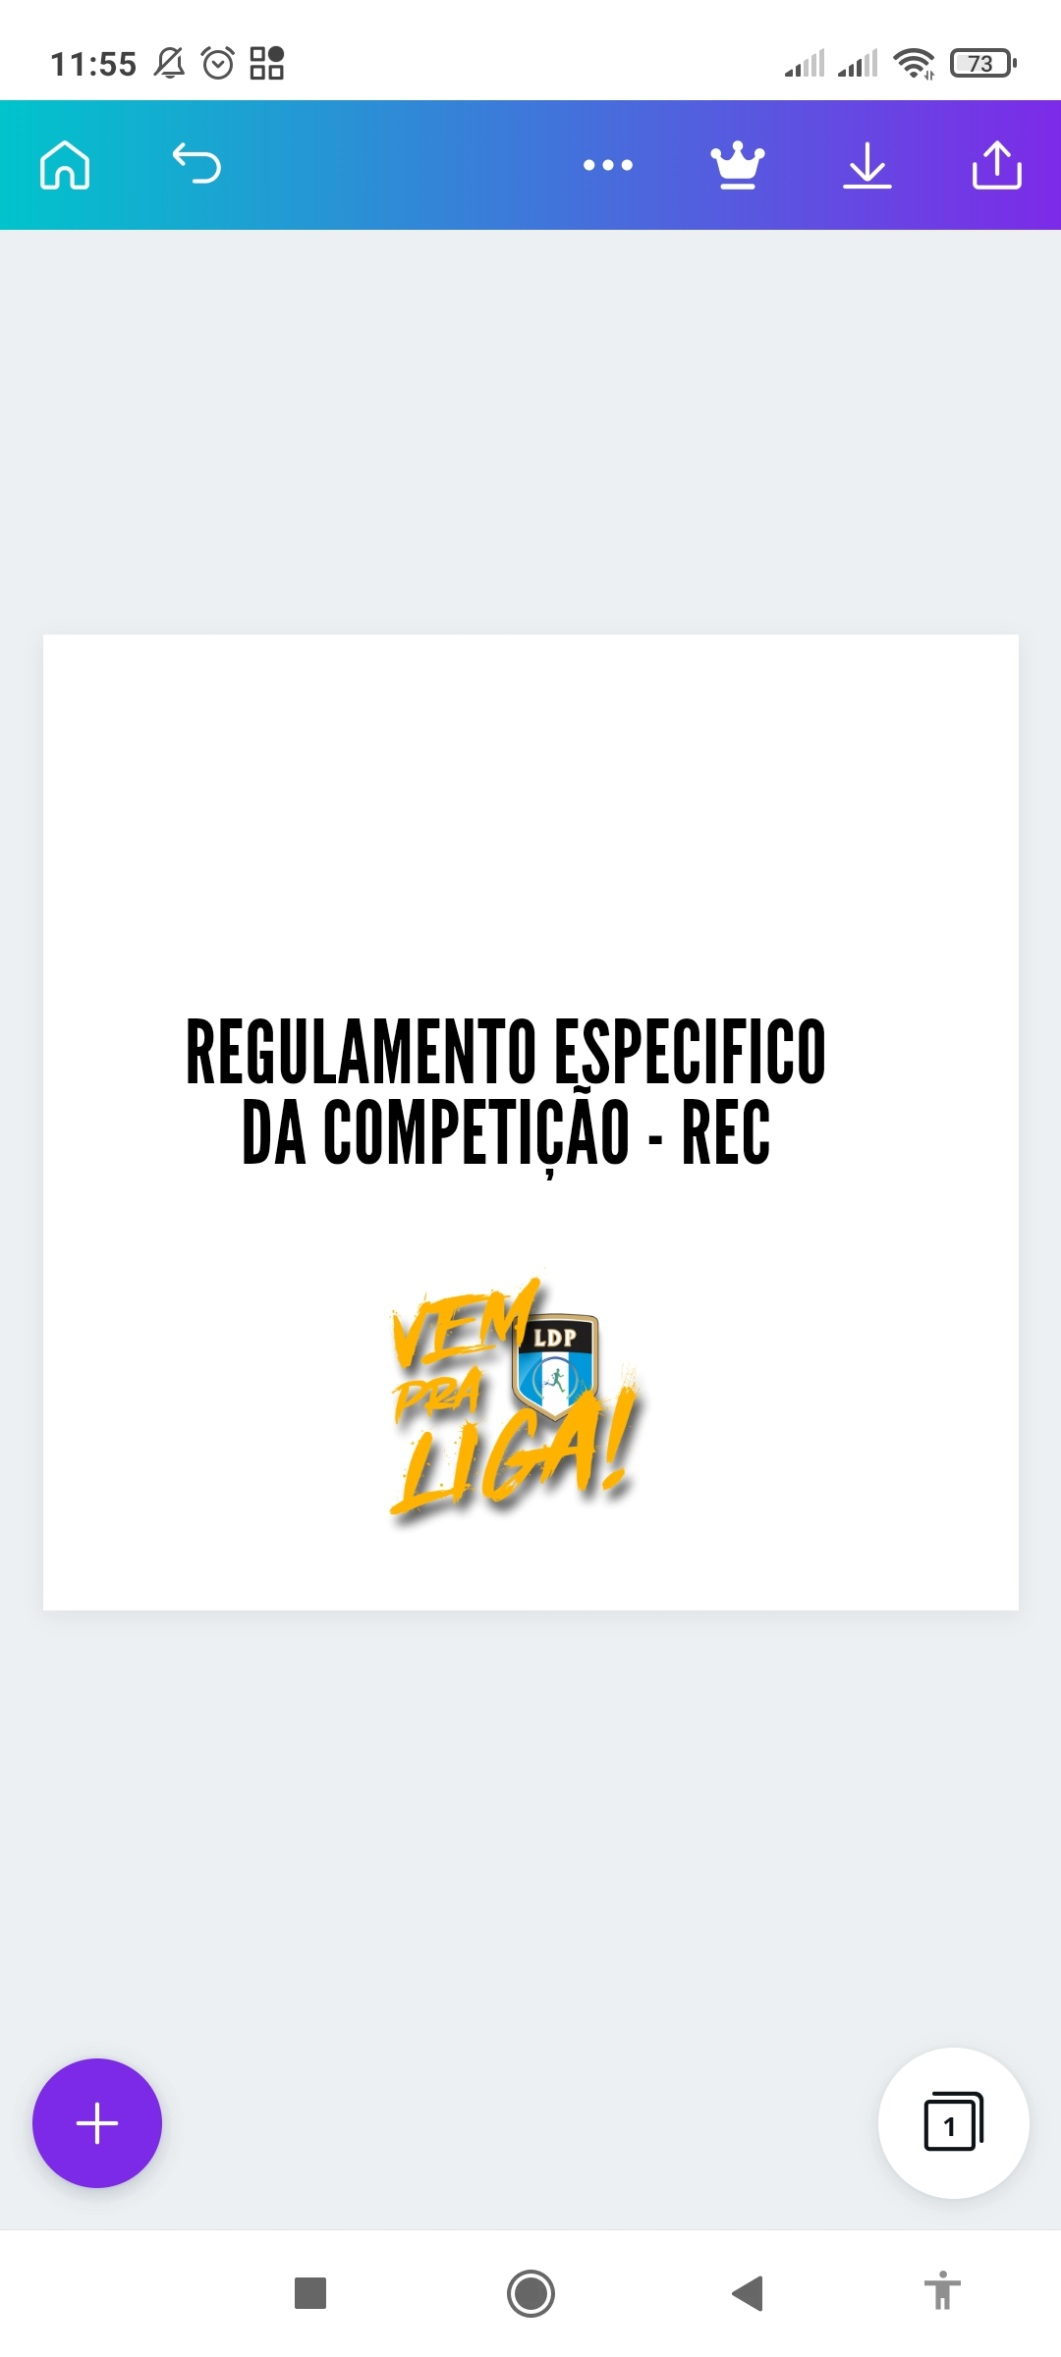 11:55
73
REGULAMENTO ESPECIFICO
DA COMPETIÇÃO - REC
VEM
LDP
PRA
LIGA!
1